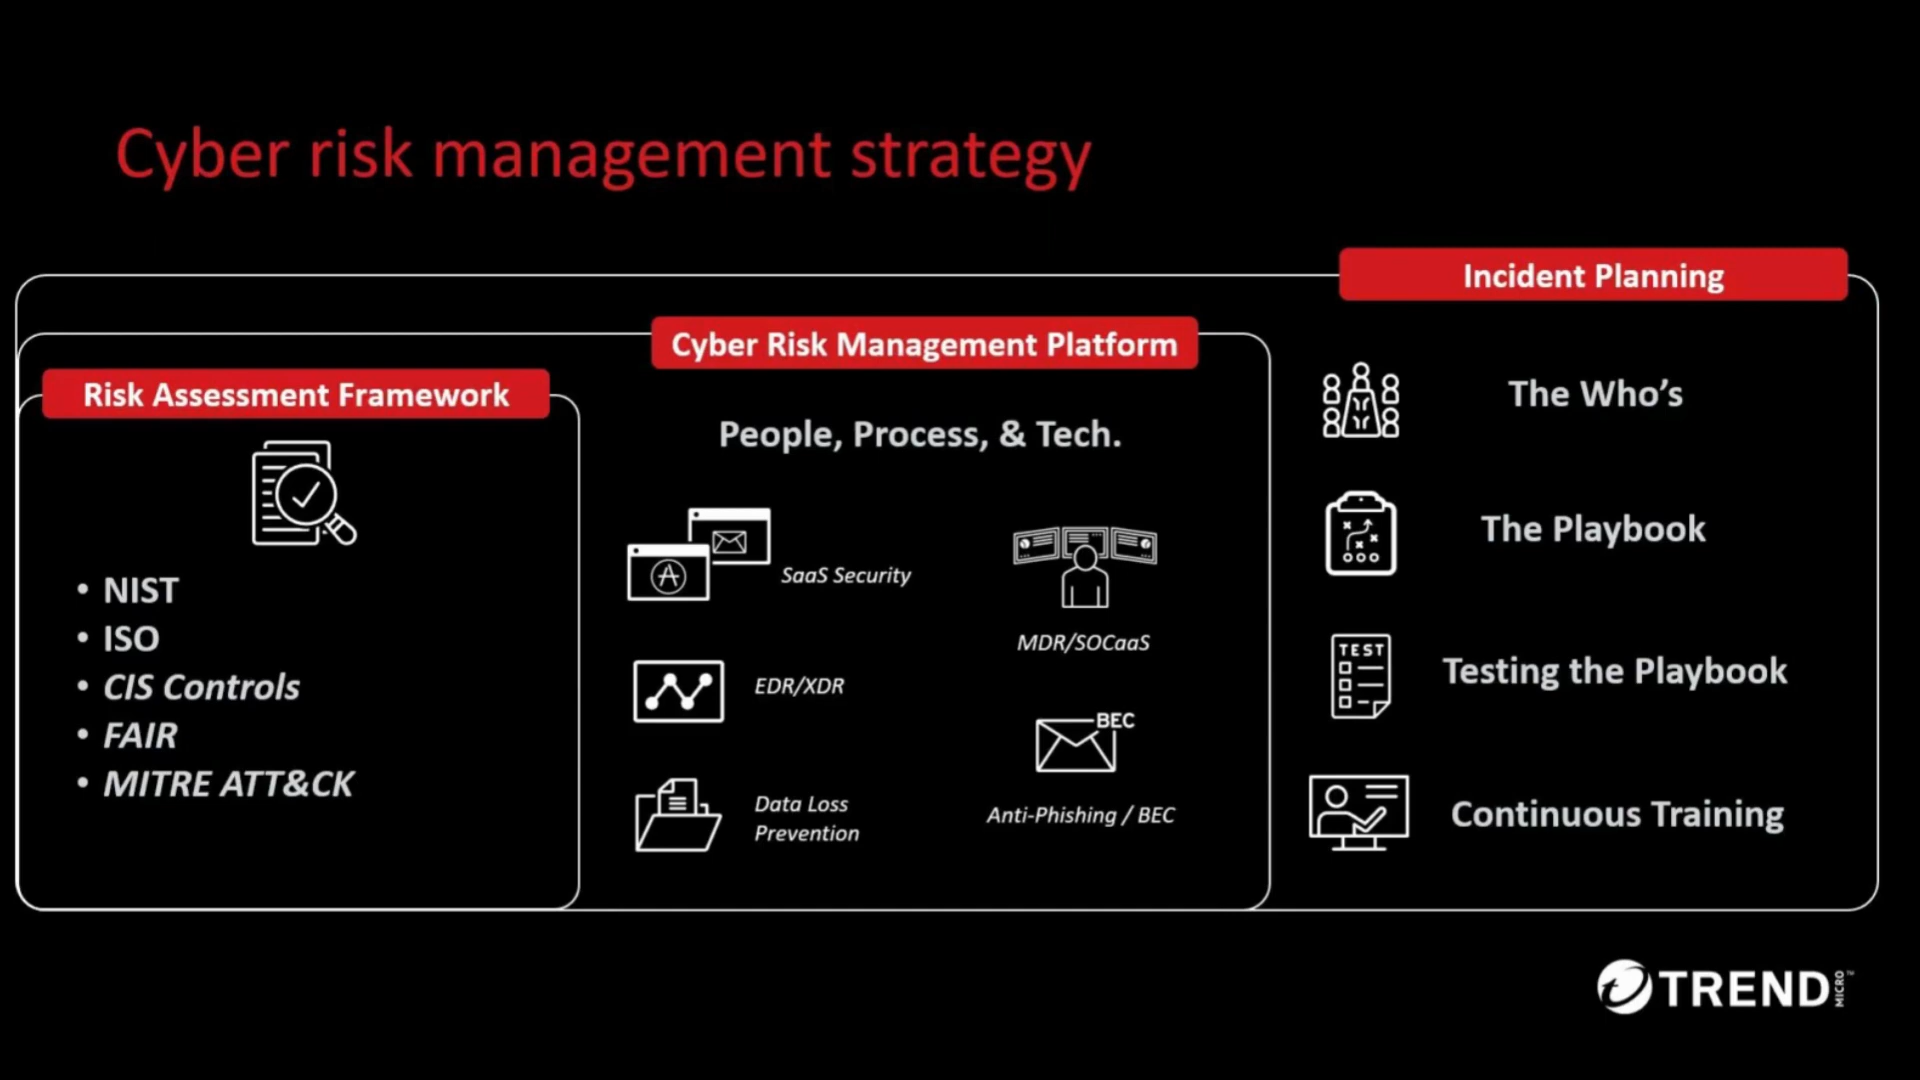 Cyber risk management strategy
Risk Assessment Framework
• NIST
• ISO
• CIS Controls
• FAIR
• MITRE ATT&CK
Cyber Risk Management Platform
People, Process, & Tech.
SaaS Security
EDR/XDR
Data Loss
Prevention
MDR/SOCaaS
BEC
Anti-Phishing / BEC
Incident Planning
The Who’s
The Playbook
TEST
Testing the Playbook
Continuous Training
TREND MICRO™